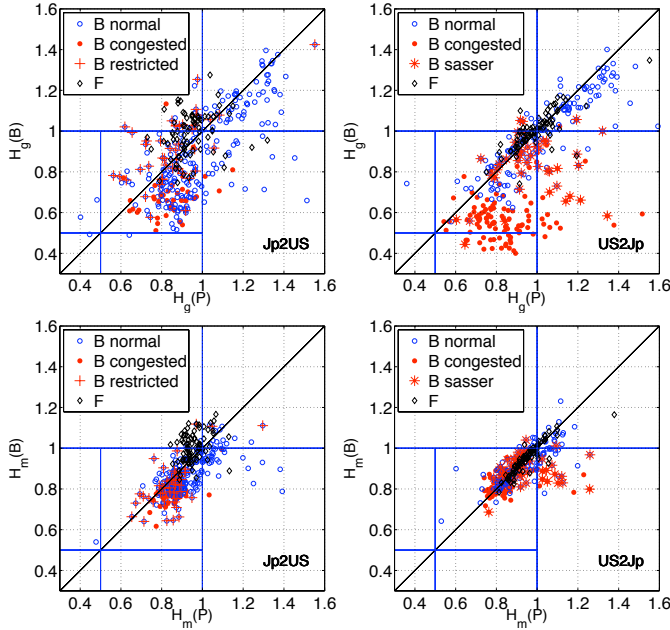 1.6
1.4
1.2
1
0.8
0.6
0.4
H_g(B)
B normal
B congested
B restricted
F
Jp2US
0.4 0.6 0.8 1 1.2 1.4 1.6
H_g(P)
1.6
1.4
1.2
1
0.8
0.6
0.4
H_g(B)
B normal
B congested
B sasser
F
US2Jp
0.4 0.6 0.8 1 1.2 1.4 1.6
H_g(P)
1.6
1.4
1.2
1
0.8
0.6
0.4
H_m(B)
B normal
B congested
B restricted
F
Jp2US
0.4 0.6 0.8 1 1.2 1.4 1.6
H_m(P)
1.6
1.4
1.2
1
0.8
0.6
0.4
H_m(B)
B normal
B congested
B sasser
F
US2Jp
0.4 0.6 0.8 1 1.2 1.4 1.6
H_m(P)